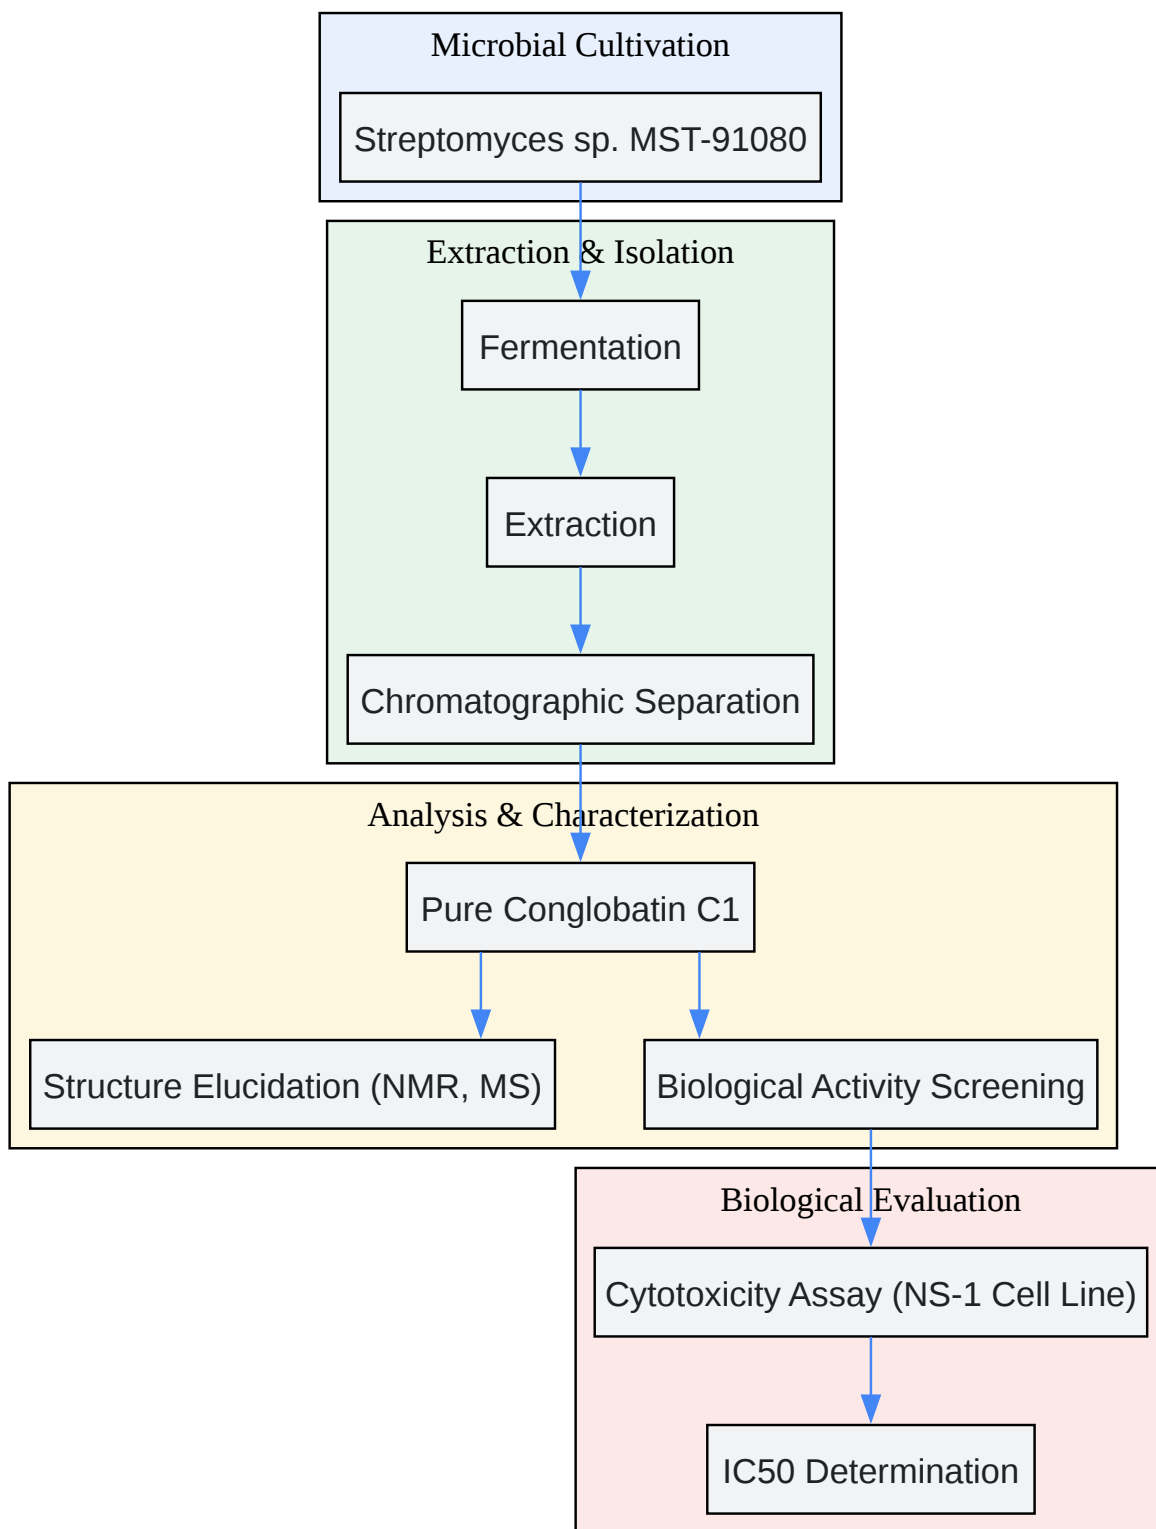 Microbial Cultivation
Streptomyces sp. MST-91080
Extraction & Isolation
Fermentation
Extraction
Chromatographic Separation
Analysis & Characterization
Pure Conglobatin C1
Structure Elucidation (NMR, MS)
Biological Activity Screening
Biological Evaluation
Cytotoxicity Assay (NS-1 Cell Line)
IC50 Determination